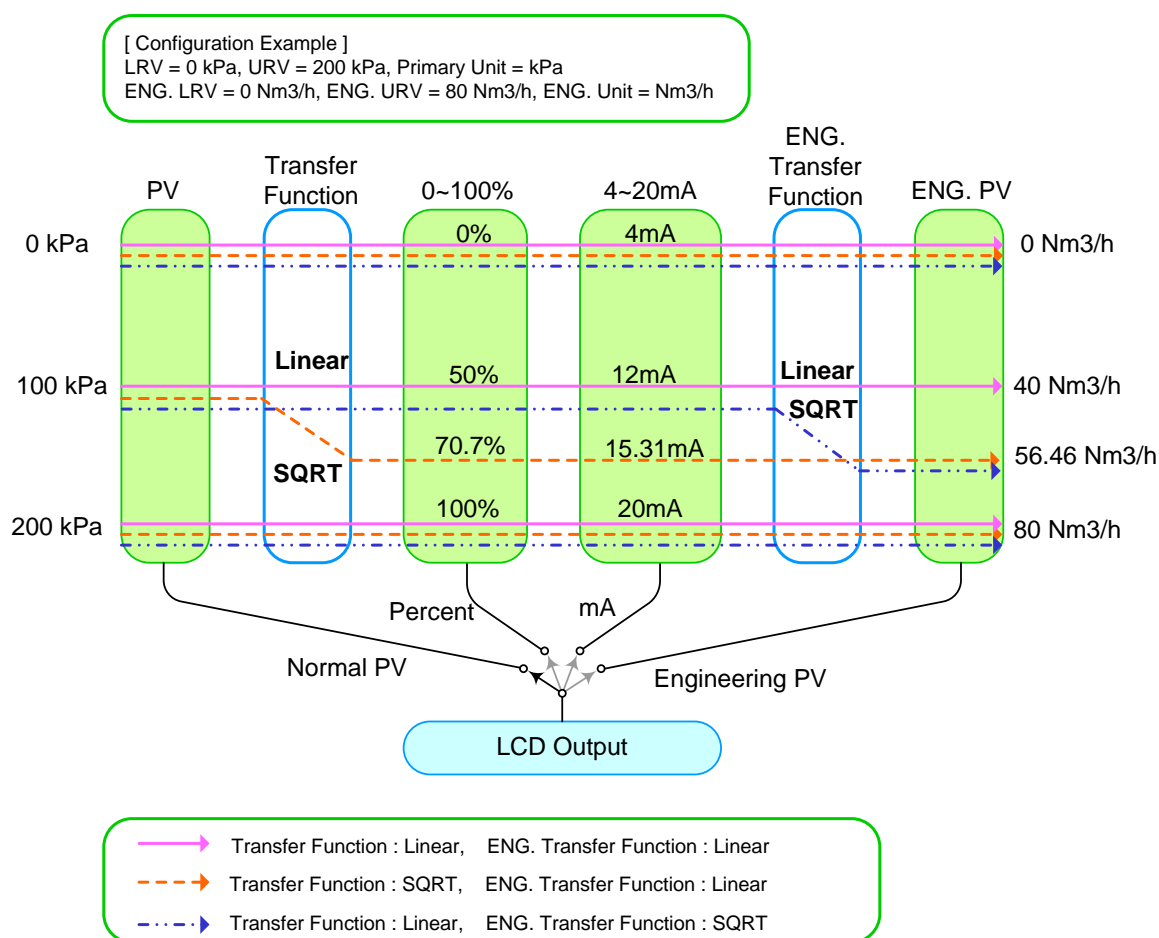 [ Configuration Example ]
LRV = 0 kPa, URV = 200 kPa, Primary Unit = kPa
ENG. LRV = 0 Nm3/h, ENG. URV = 80 Nm3/h, ENG. Unit = Nm3/h
PV
Transfer
Function
0~100%
4~20mA
ENG.
Transfer
Function
ENG. PV
0 kPa
0%
4mA
0 Nm3/h
Linear
Linear
100 kPa
50%
12mA
40 Nm3/h
SQRT
70.7%
15.31mA
56.46 Nm3/h
SQRT
200 kPa
100%
20mA
80 Nm3/h
Percent
mA
Normal PV
Engineering PV
LCD Output
Transfer Function : Linear, ENG. Transfer Function : Linear
Transfer Function : SQRT, ENG. Transfer Function : Linear
Transfer Function : Linear, ENG. Transfer Function : SQRT